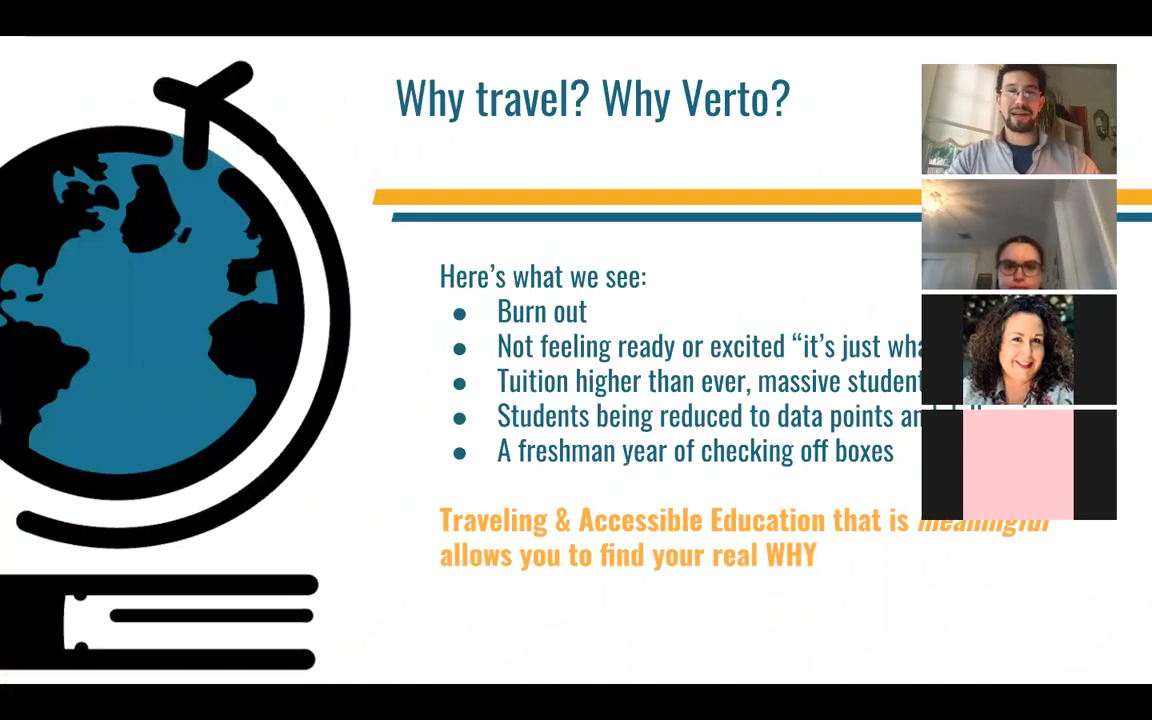 Why travel? Why Verto?
Here's what we see:
● Burn out
● Not feeling ready or excited “it's just
● Tuition higher than ever, massive student
● Students being reduced to data points
● A freshman year of checking off boxes
Traveling & Accessible Education that is meaningful
allows you to find your real WHY